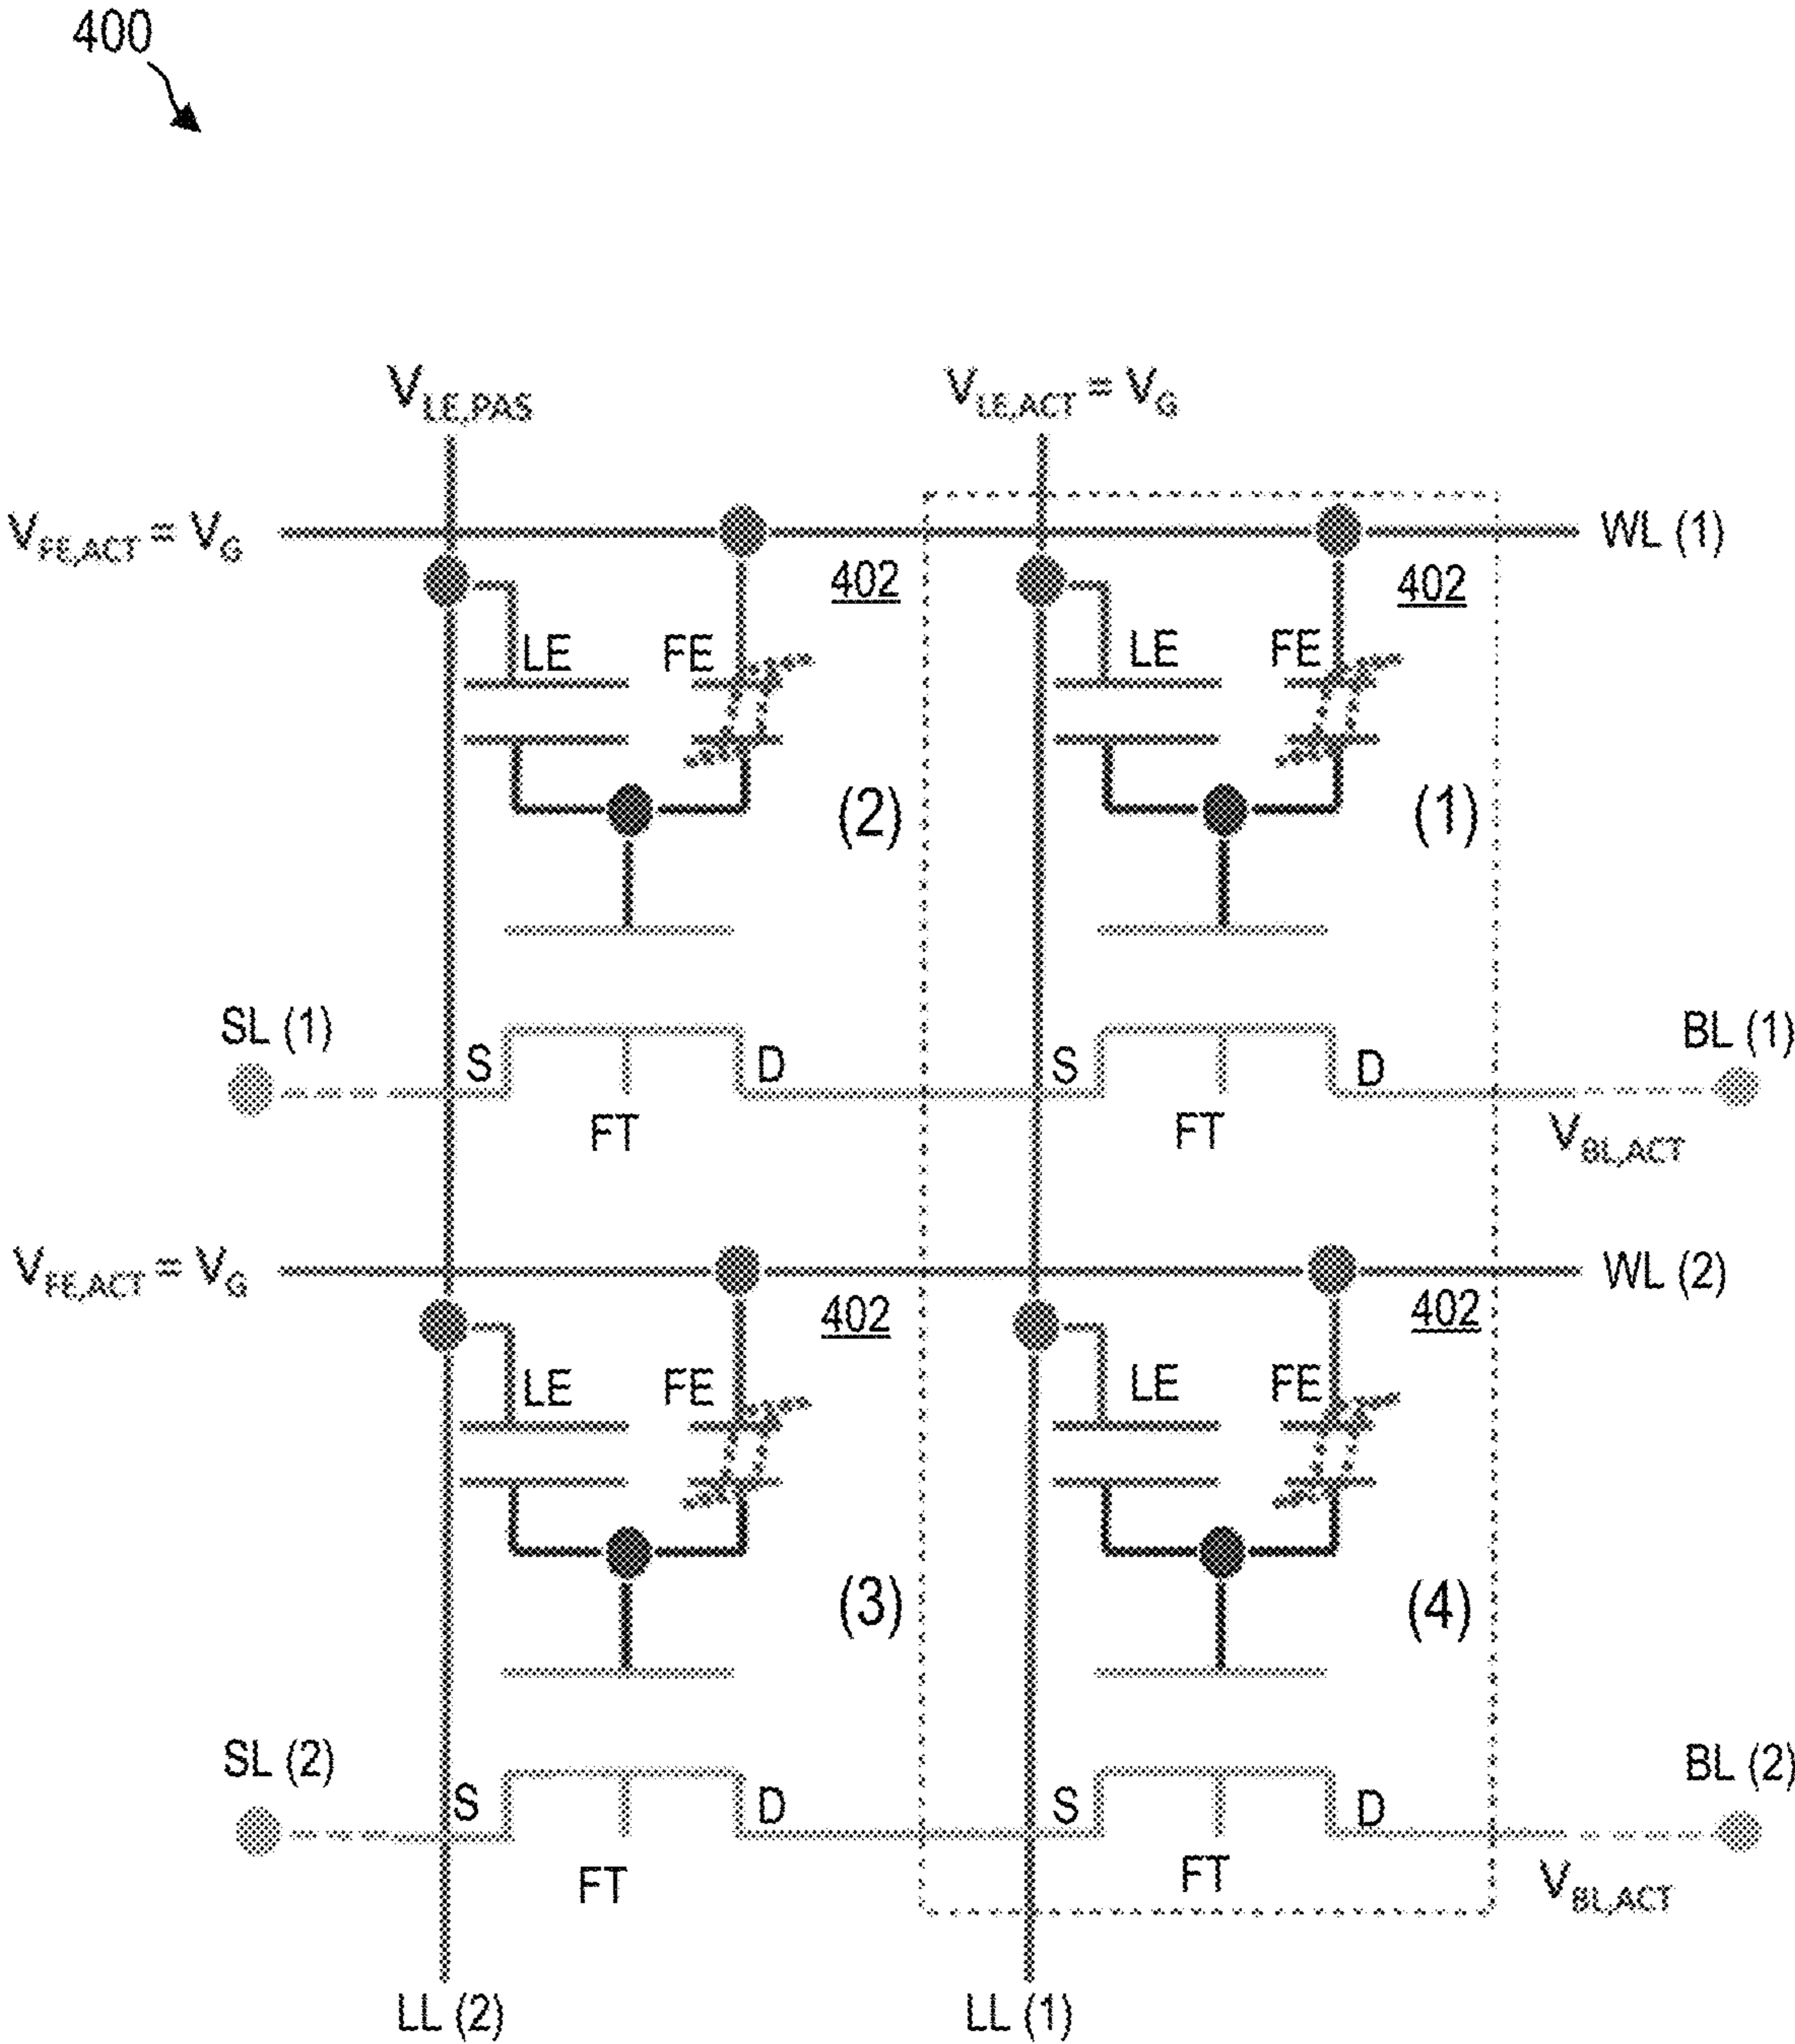 400
V_LE,PAS V_LE,ACT = V_G
V_FE,ACT = V_G WL (1)
402 402
LE FE LE FE
(2) (1)
SL (1) BL (1)
S D S D
FT FT V_BL,ACT
V_FE,ACT = V_G WL (2)
402 402
LE FE LE FE
(3) (4)
SL (2) BL (2)
S D S D
FT FT V_BL,ACT
LL (2) LL (1)